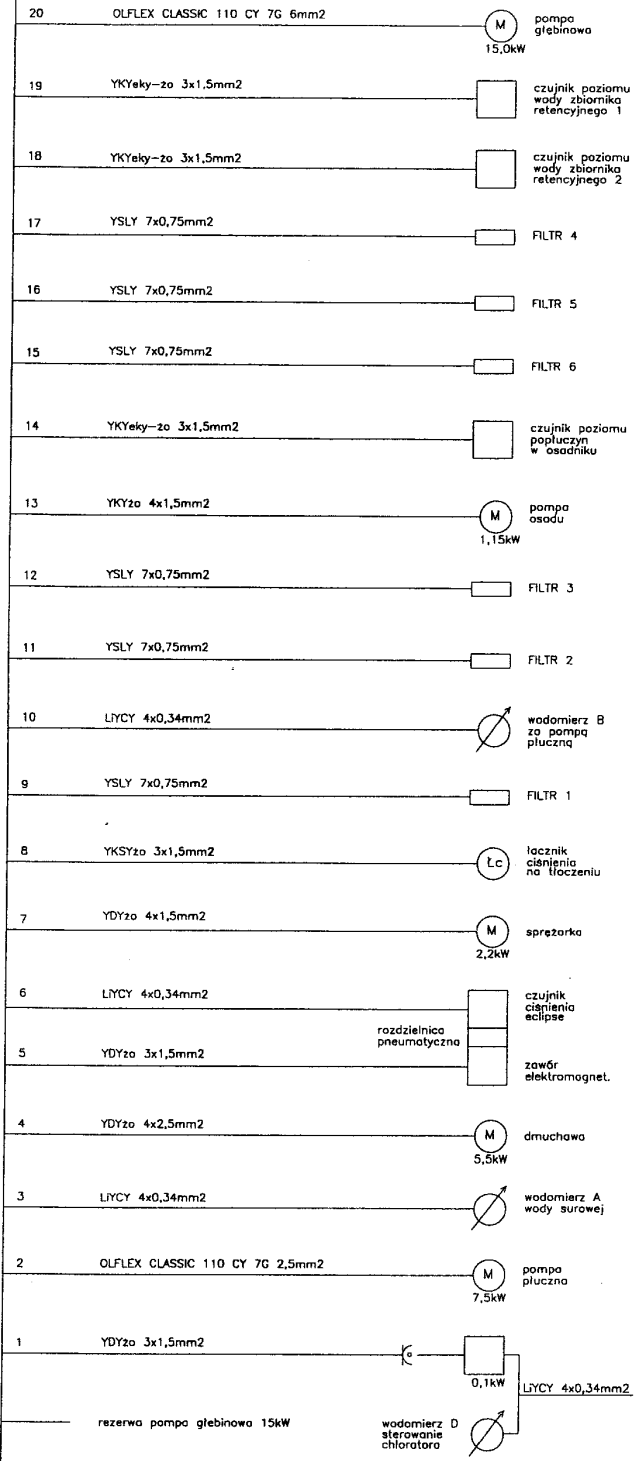 20 OLFLEX CLASSIC 110 CY 7G 6mm2
M
15,0kW
pompa
głębinowa
19 YKYeky-żo 3x1,5mm2
czujnik poziomu
wody zbiornika
retencyjnego 1
18 YKYeky-żo 3x1,5mm2
czujnik poziomu
wody zbiornika
retencyjnego 2
17 YSLY 7x0,75mm2
FILTR 4
16 YSLY 7x0,75mm2
FILTR 5
15 YSLY 7x0,75mm2
FILTR 6
14 YKYeky-żo 3x1,5mm2
czujnik poziomu
popłuczyn
w osadniku
13 YKYżo 4x1,5mm2
M
1,15kW
pompa
osadu
12 YSLY 7x0,75mm2
FILTR 3
11 YSLY 7x0,75mm2
FILTR 2
10 LiYCY 4x0,34mm2
wodomierz B
za pompą
płuczną
9 YSLY 7x0,75mm2
FILTR 1
8 YKSYżo 3x1,5mm2
Łc
łacznik
ciśnienia
na tłoczeniu
7 YDYżo 4x1,5mm2
M
2,2kW
sprężarka
6 LiYCY 4x0,34mm2
czujnik
ciśnienia
eclipse
rozdzielnica
pneumatyczna
5 YDYżo 3x1,5mm2
zawór
elektromagnet.
4 YDYżo 4x2,5mm2
M
5,5kW
dmuchawa
3 LiYCY 4x0,34mm2
wodomierz A
wody surowej
2 OLFLEX CLASSIC 110 CY 7G 2,5mm2
M
7,5kW
pompa
płuczna
1 YDYżo 3x1,5mm2
0,1kW
LiYCY 4x0,34mm2
rezerwa pompa głębinowa 15kW
wodomierz D
sterowanie
chloratora